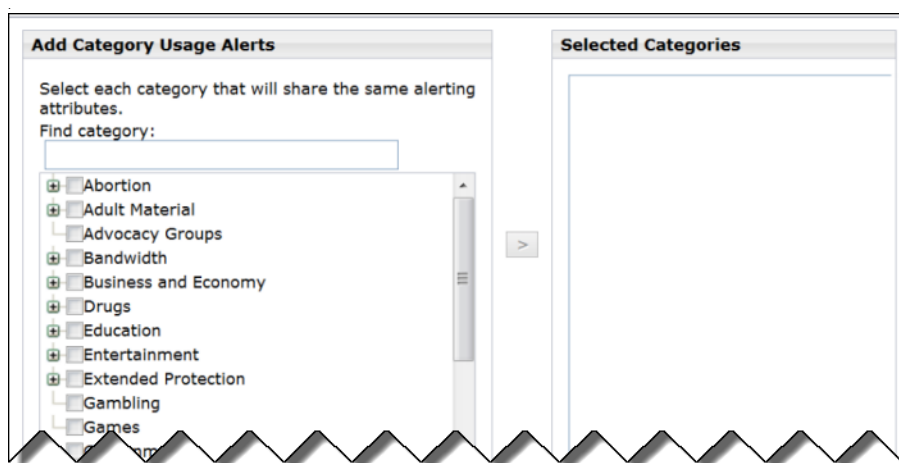 Add Category Usage Alerts
Select each category that will share the same alerting
attributes.
Find category:
Abortion
Adult Material
Advocacy Groups
Bandwidth
Business and Economy
Drugs
Education
Entertainment
Extended Protection
Gambling
Games
>
Selected Categories